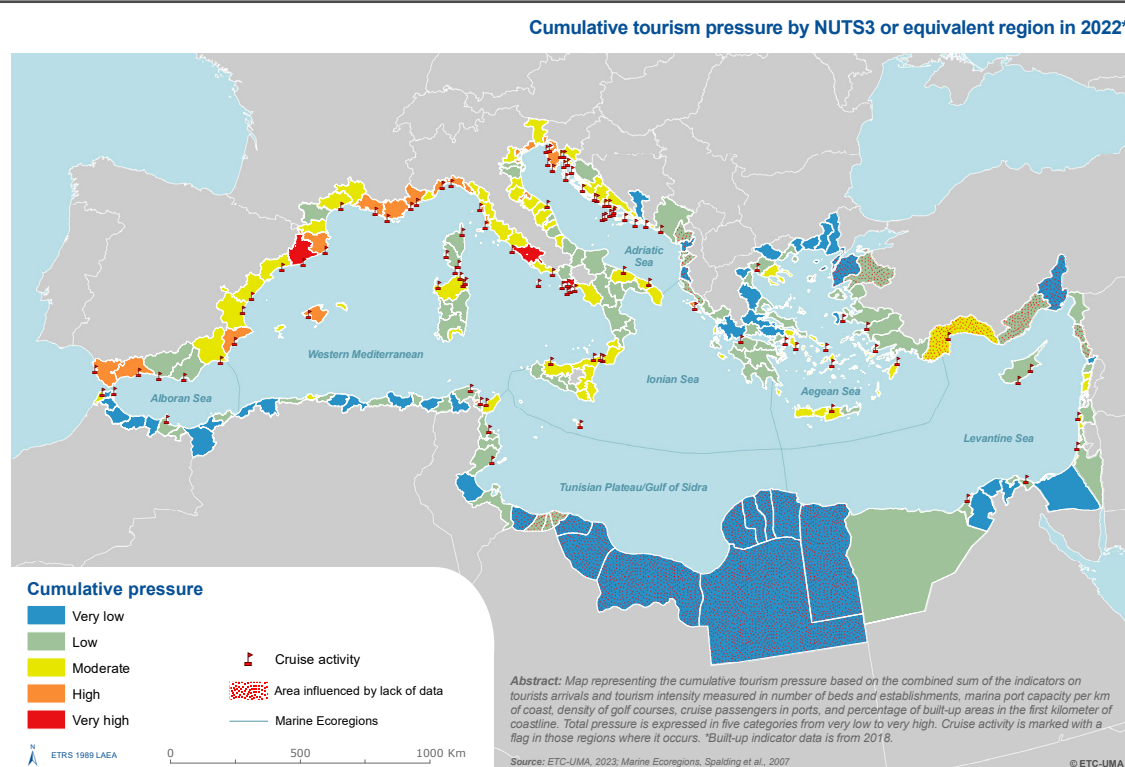 Cumulative tourism pressure by NUTS3 or equivalent region in 2022*
Adriatic
Sea
Western Mediterranean
Ionian Sea
Aegean Sea
Alboran Sea
Levantine Sea
Tunisian Plateau/Gulf of Sidra
Cumulative pressure
Very low
Low
Moderate
High
Very high
Cruise activity
Area influenced by lack of data
Marine Ecoregions
N
ETRS 1989 LAEA
0 500 1000 Km
Abstract: Map representing the cumulative tourism pressure based on the combined sum of the indicators on
tourists arrivals and tourism intensity measured in number of beds and establishments, marina port capacity per km
of coast, density of golf courses, cruise passengers in ports, and percentage of built-up areas in the first kilometer of
coastline. Total pressure is expressed in five categories from very low to very high. Cruise activity is marked with a
flag in those regions where it occurs. *Built-up indicator data is from 2018.
Source: ETC-UMA, 2023; Marine Ecoregions, Spalding et al., 2007
© ETC-UMA